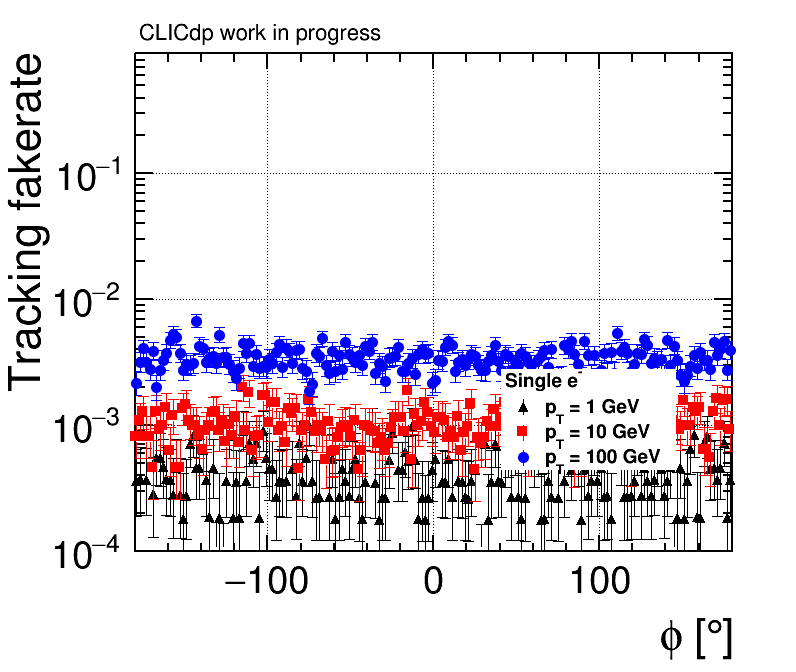 CLICdp work in progress
Tracking fakerate
10⁻¹
10⁻²
10⁻³
10⁻⁴
Single e⁻
p_T = 1 GeV
p_T = 10 GeV
p_T = 100 GeV
−100 0 100
ϕ [°]